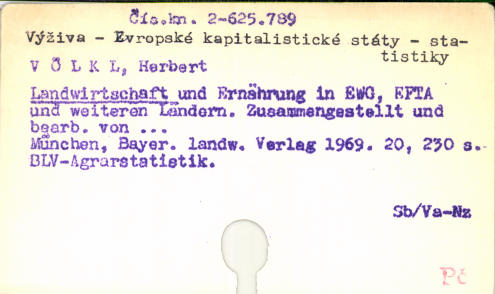 Čís.kn. 2-625.789
Výživa - Evropské kapitalistické státy - sta-
tistiky
V Ö L K L, Herbert
Landwirtschaft und Ernährung in EWG, EFTA
und weiteren Ländern. Zusammengestellt und
bearb. von ...
München, Bayer. landw. Verlag 1969. 20, 230 s.
BLV-Agrarstatistik.
Sb/Va-Nz
Pč